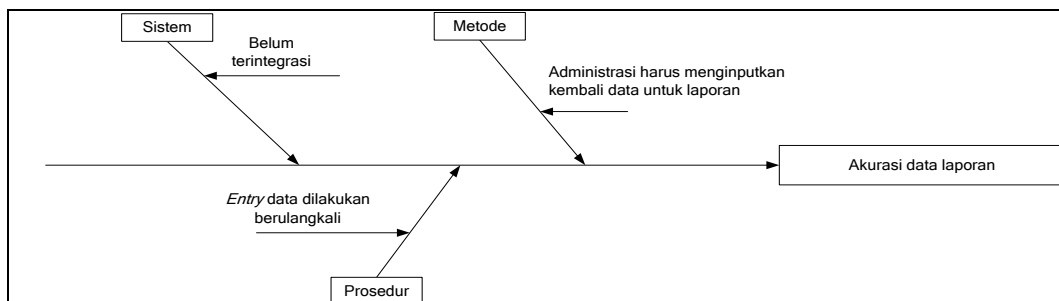 Sistem
Metode
Belum
terintegrasi
Administrasi harus menginputkan
kembali data untuk laporan
Akurasi data laporan
Entry data dilakukan
berulangkali
Prosedur